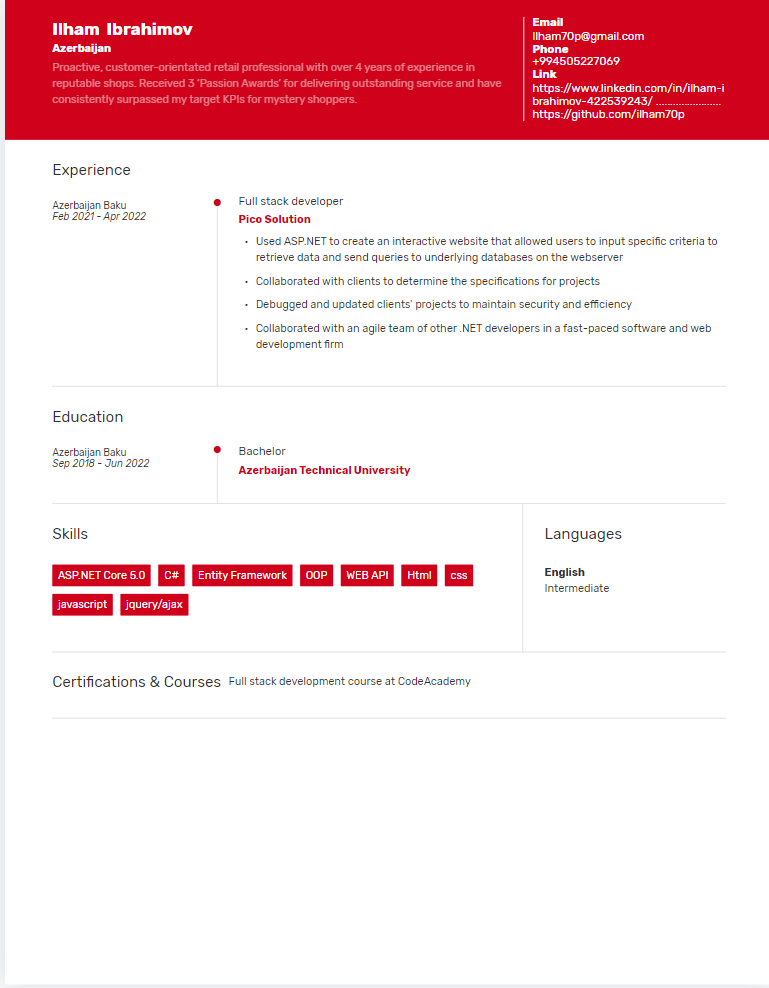 Ilham Ibrahimov
Azerbaijan
Proactive, customer-orientated retail professional with over 4 years of experience in
reputable shops. Received 3 'Passion Awards' for delivering outstanding service and have
consistently surpassed my target KPIs for mystery shoppers.
Email
Ilham70p@gmail.com
Phone
+994505227069
Link
https://www.linkedin.com/in/ilham-i
brahimov-422539243/ .......................
https://github.com/ilham70p
Experience
Azerbaijan Baku
Feb 2021 - Apr 2022
Full stack developer
Pico Solution
• Used ASP.NET to create an interactive website that allowed users to input specific criteria to
retrieve data and send queries to underlying databases on the webserver
• Collaborated with clients to determine the specifications for projects
• Debugged and updated clients' projects to maintain security and efficiency
• Collaborated with an agile team of other .NET developers in a fast-paced software and web
development firm
Education
Azerbaijan Baku
Sep 2018 - Jun 2022
Bachelor
Azerbaijan Technical University
Skills
ASP.NET Core 5.0 C# Entity Framework OOP WEB API Html css
javascript jquery/ajax
Languages
English
Intermediate
Certifications & Courses Full stack development course at CodeAcademy